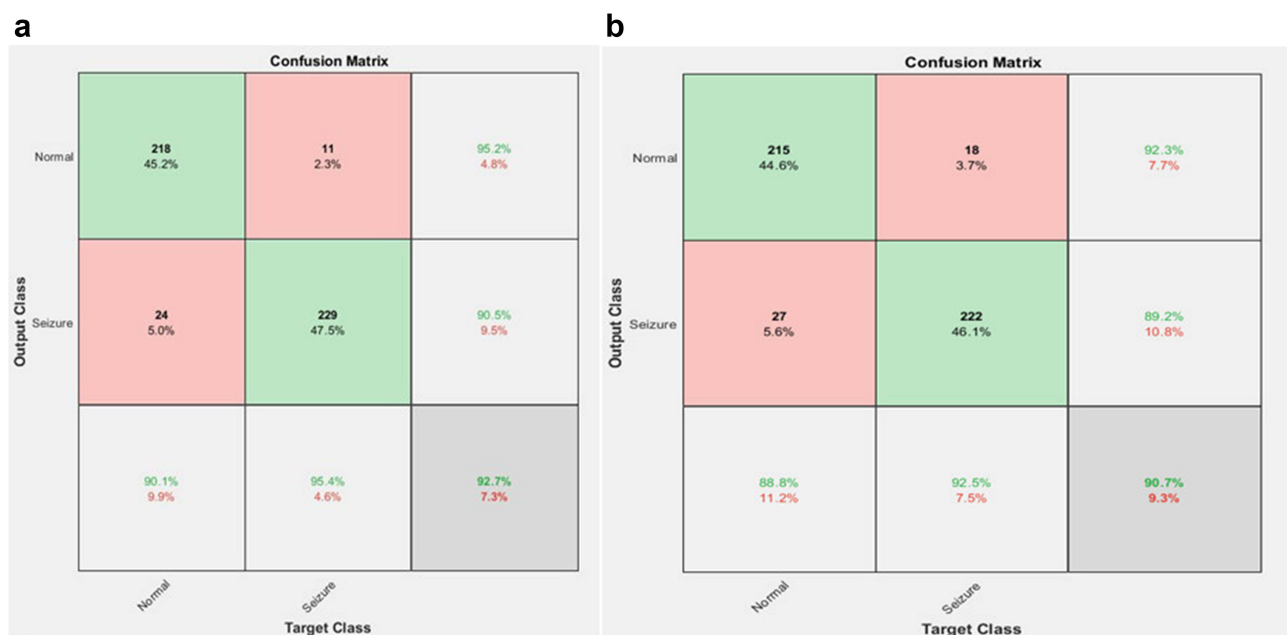 a
Confusion Matrix
Output Class
Normal
218
45.2%
11
2.3%
95.2%
4.8%
Seizure
24
5.0%
229
47.5%
90.5%
9.5%
90.1%
9.9%
95.4%
4.6%
92.7%
7.3%
Normal
Seizure
Target Class
b
Confusion Matrix
Output Class
Normal
215
44.6%
18
3.7%
92.3%
7.7%
Seizure
27
5.6%
222
46.1%
89.2%
10.8%
88.8%
11.2%
92.5%
7.5%
90.7%
9.3%
Normal
Seizure
Target Class